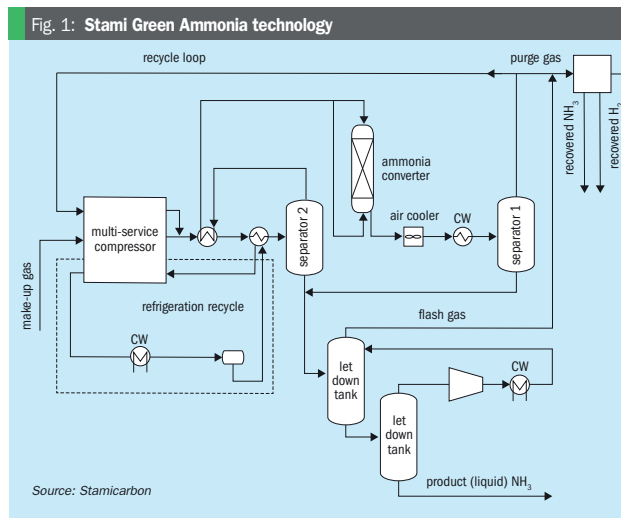 Fig. 1: Stami Green Ammonia technology
recycle loop
purge gas
recovered NH₃
recovered H₂
ammonia
converter
air cooler
CW
separator 1
separator 2
multi-service
compressor
make-up gas
refrigeration recycle
CW
flash gas
let
down
tank
CW
let
down
tank
product (liquid) NH₃
Source: Stamicarbon